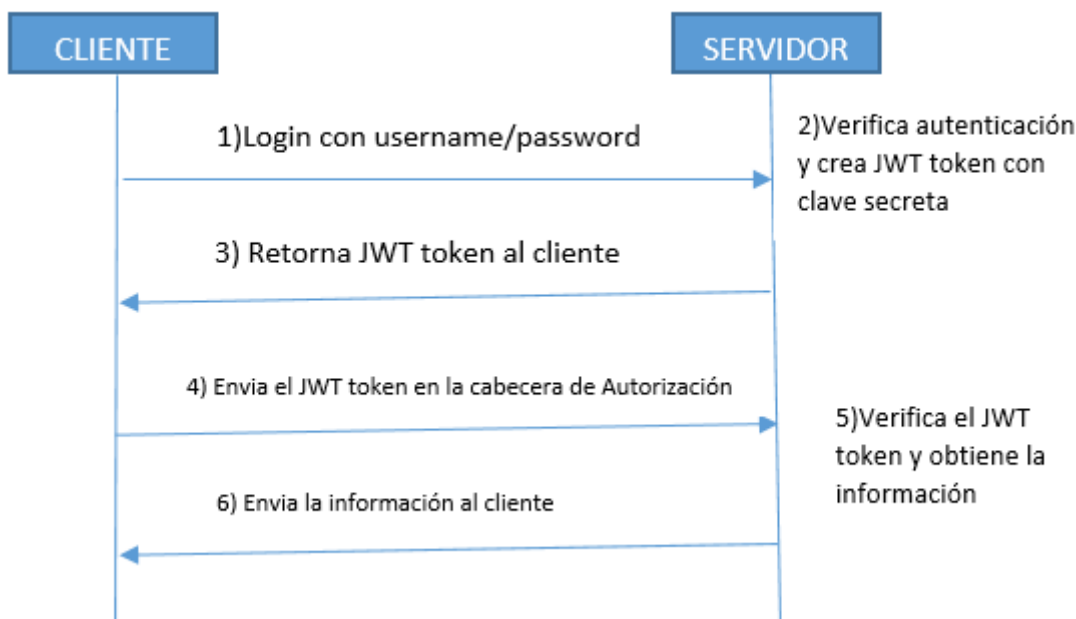 CLIENTE
SERVIDOR
1)Login con username/password
2)Verifica autenticación
y crea JWT token con
clave secreta
3) Retorna JWT token al cliente
4) Envia el JWT token en la cabecera de Autorización
5)Verifica el JWT
token y obtiene la
información
6) Envia la información al cliente